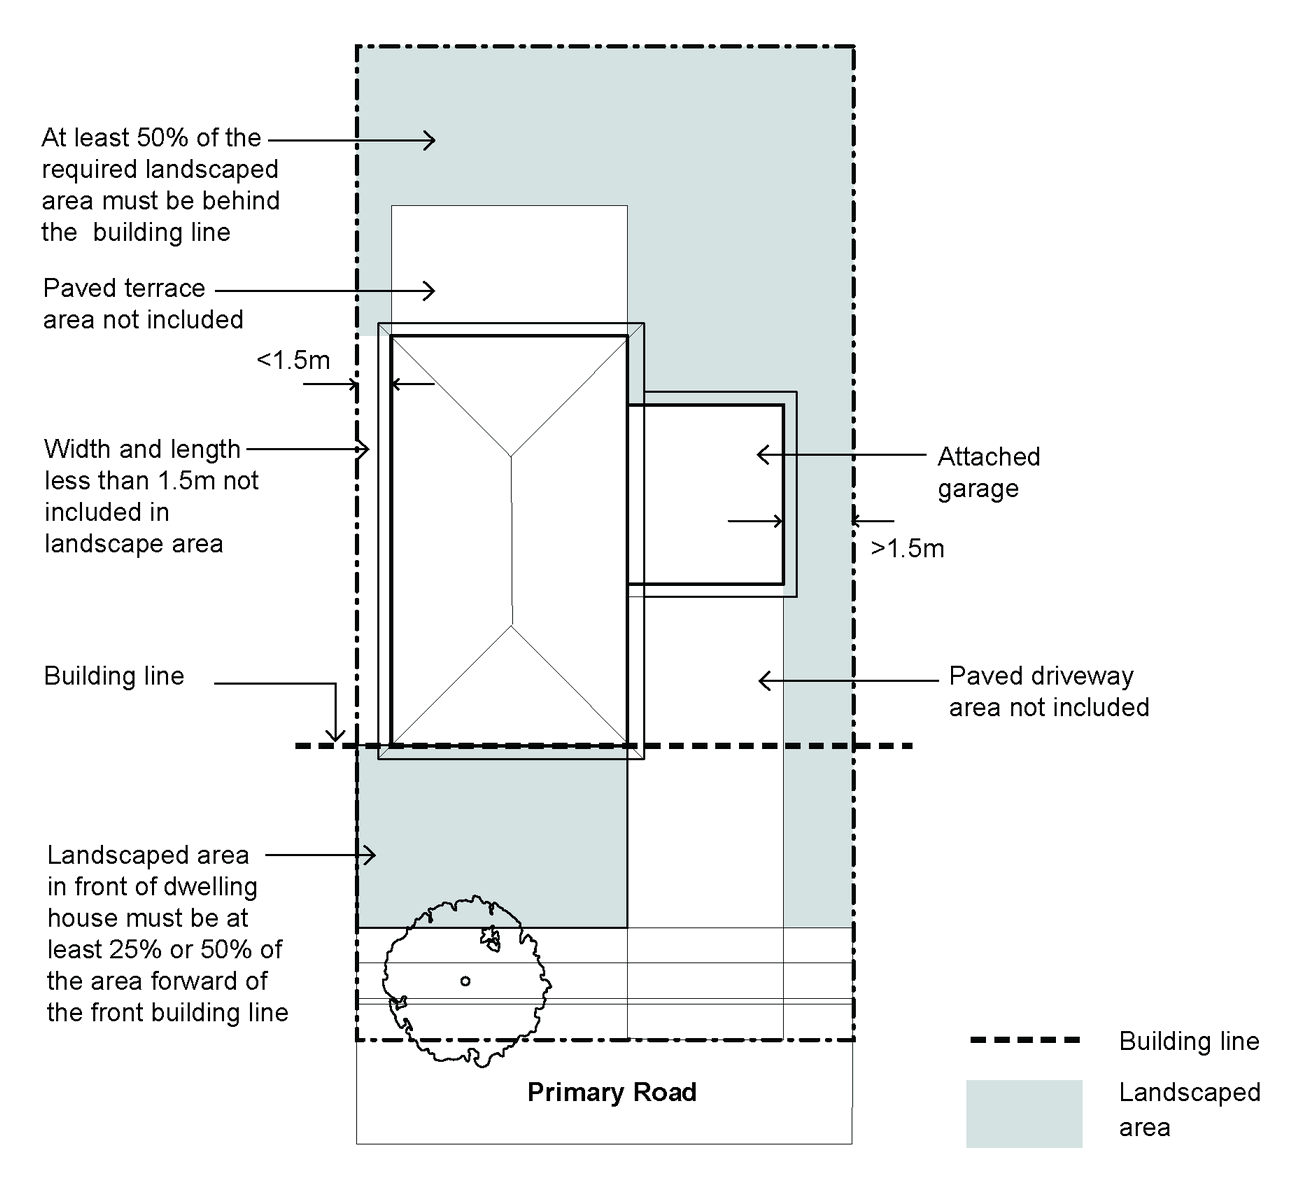 At least 50% of the
required landscaped
area must be behind
the  building line
Paved terrace
area not included
<1.5m
Width and length
less than 1.5m not
included in
landscape area
Attached
garage
>1.5m
Building line
Paved driveway
area not included
Landscaped area
in front of dwelling
house must be at
least 25% or 50% of
the area forward of
the front building line
Primary Road
Building line
Landscaped
area